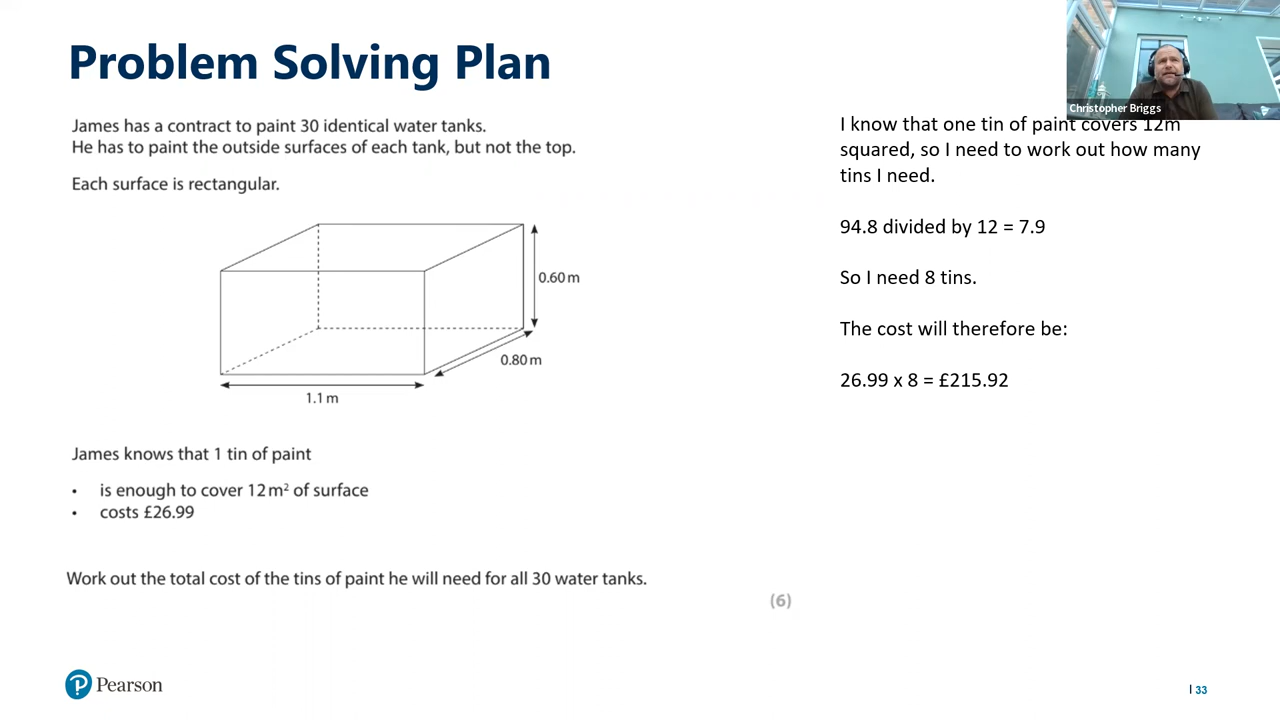 Problem Solving Plan
Christopher Briggs
James has a contract to paint 30 identical water tanks.
He has to paint the outside surfaces of each tank, but not the top.
Each surface is rectangular.
0.60 m
0.80 m
1.1 m
James knows that 1 tin of paint
• is enough to cover 12 m² of surface
• costs £26.99
Work out the total cost of the tins of paint he will need for all 30 water tanks.
(6)
I know that one tin of paint covers 12m
squared, so I need to work out how many
tins I need.
94.8 divided by 12 = 7.9
So I need 8 tins.
The cost will therefore be:
26.99 x 8 = £215.92
Pearson
33